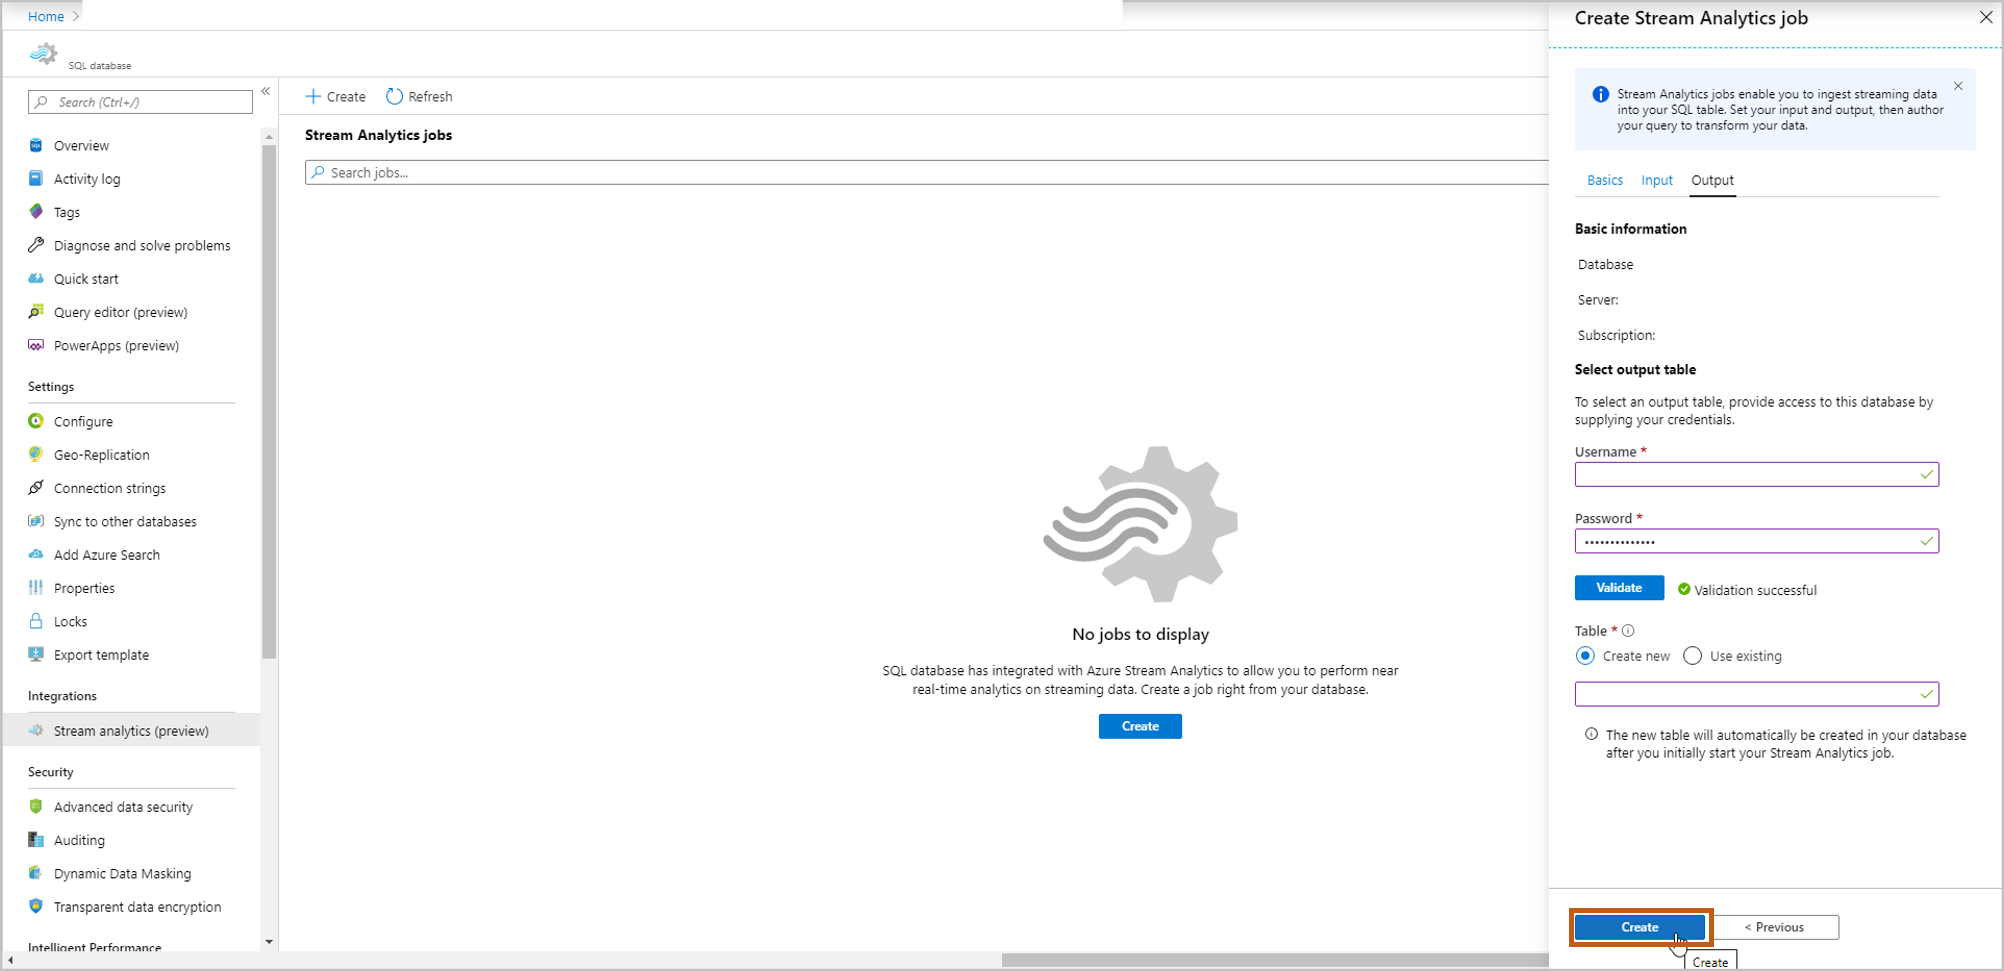 Home >
SQL database
Search (Ctrl+/)
«
Overview
Activity log
Tags
Diagnose and solve problems
Quick start
Query editor (preview)
PowerApps (preview)
Settings
Configure
Geo-Replication
Connection strings
Sync to other databases
Add Azure Search
Properties
Locks
Export template
Integrations
Stream analytics (preview)
Security
Advanced data security
Auditing
Dynamic Data Masking
Transparent data encryption
Intelligent Performance
+ Create Refresh
Stream Analytics jobs
Search jobs...
No jobs to display
SQL database has integrated with Azure Stream Analytics to allow you to perform near
real-time analytics on streaming data. Create a job right from your database.
Create
Create Stream Analytics job
Stream Analytics jobs enable you to ingest streaming data
into your SQL table. Set your input and output, then author
your query to transform your data.
Basics Input Output
Basic information
Database
Server:
Subscription:
Select output table
To select an output table, provide access to this database by
supplying your credentials.
Username *
Password *
••••••••••••••
Validate Validation successful
Table *
Create new Use existing
The new table will automatically be created in your database
after you initially start your Stream Analytics job.
Create < Previous
Create